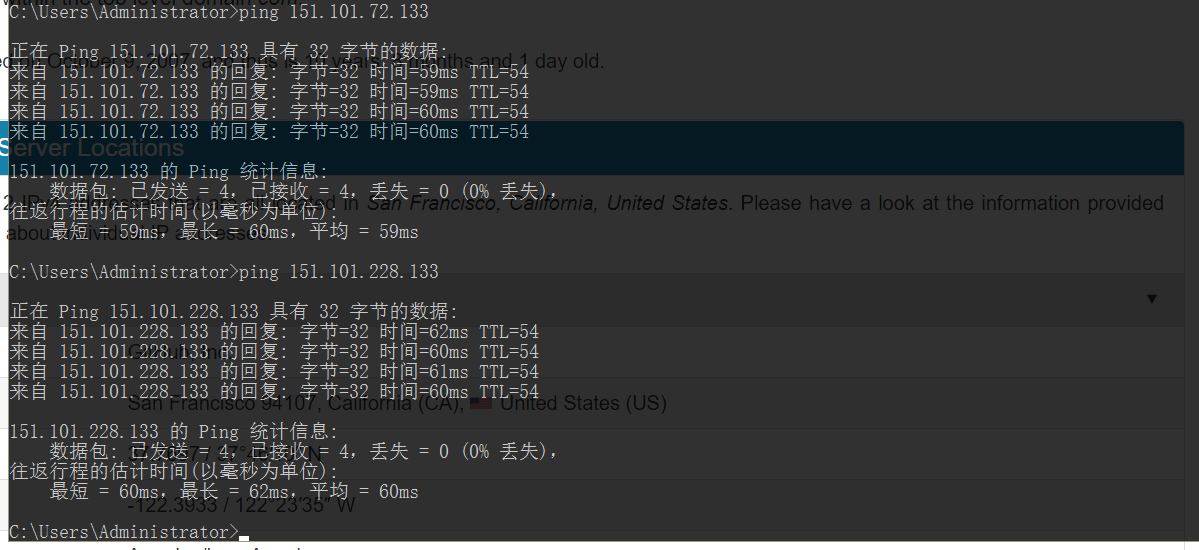 within the top level domain com.
C:\Users\Administrator>ping 151.101.72.133
正在 Ping 151.101.72.133 具有 32 字节的数据:
on October 9, 2007, and 1 day old.
来自 151.101.72.133 的回复: 字节=32 时间=59ms TTL=54
来自 151.101.72.133 的回复: 字节=32 时间=59ms TTL=54
来自 151.101.72.133 的回复: 字节=32 时间=60ms TTL=54
来自 151.101.72.133 的回复: 字节=32 时间=60ms TTL=54
Server Locations
151.101.72.133 的 Ping 统计信息:
数据包: 已发送 = 4，已接收 = 4，丢失 = 0 (0% 丢失)，
in San Francisco, California, United States. Please have a look at the information provided
往返行程的估计时间(以毫秒为单位):
最短 = 59ms，最长 = 60ms，平均 = 59ms
about IP
C:\Users\Administrator>ping 151.101.228.133
▼
正在 Ping 151.101.228.133 具有 32 字节的数据:
来自 151.101.228.133 的回复: 字节=32 时间=62ms TTL=54
来自 151.101.228.133 的回复: 字节=32 时间=60ms TTL=54
来自 151.101.228.133 的回复: 字节=32 时间=61ms TTL=54
来自 151.101.228.133 的回复: 字节=32 时间=60ms TTL=54
San Francisco 94107, California (CA), United States (US)
151.101.228.133 的 Ping 统计信息:
数据包: 已发送 = 4，已接收 = 4，丢失 = 0 (0% 丢失)，
往返行程的估计时间(以毫秒为单位):
最短 = 60ms，最长 = 62ms，平均 = 60ms
-122.3933 / 122°23′35″ W
C:\Users\Administrator>